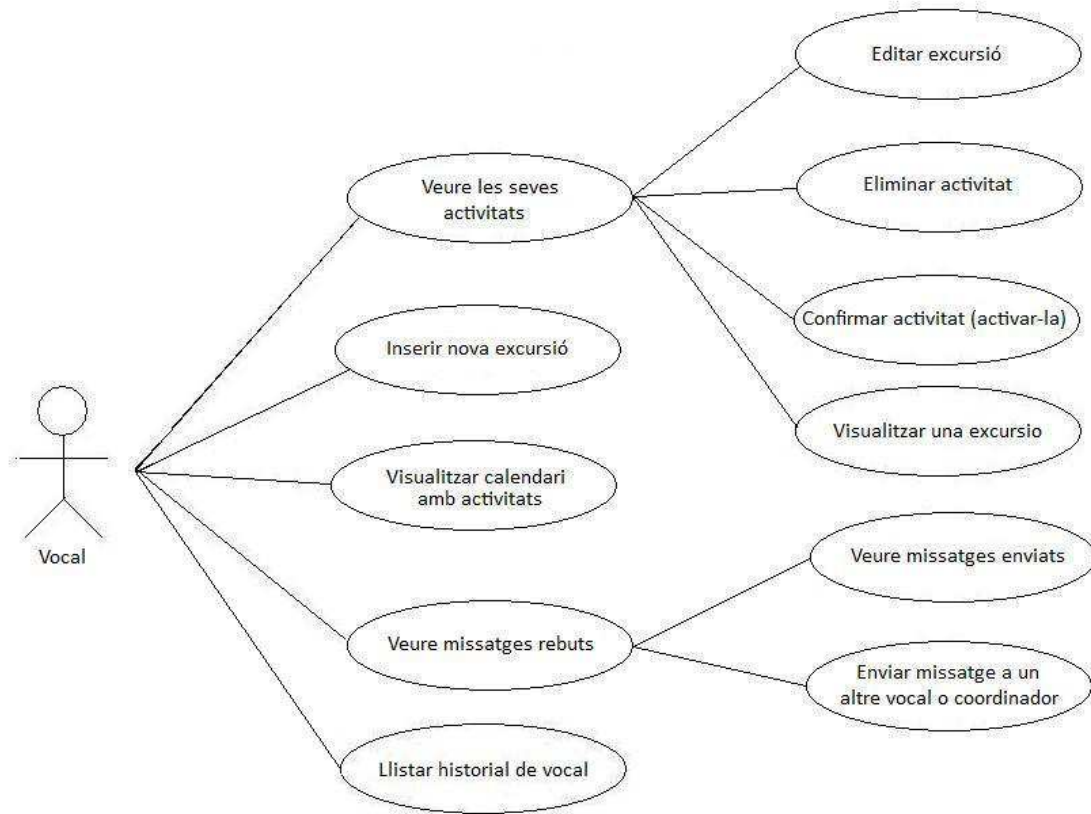 Editar excursió
Veure les seves
activitats
Eliminar activitat
Confirmar activitat (activar-la)
Inserir nova excursió
Visualitzar una excursio
Visualitzar calendari
amb activitats
Vocal
Veure missatges enviats
Veure missatges rebuts
Enviar missatge a un
altre vocal o coordinador
Llistar historial de vocal